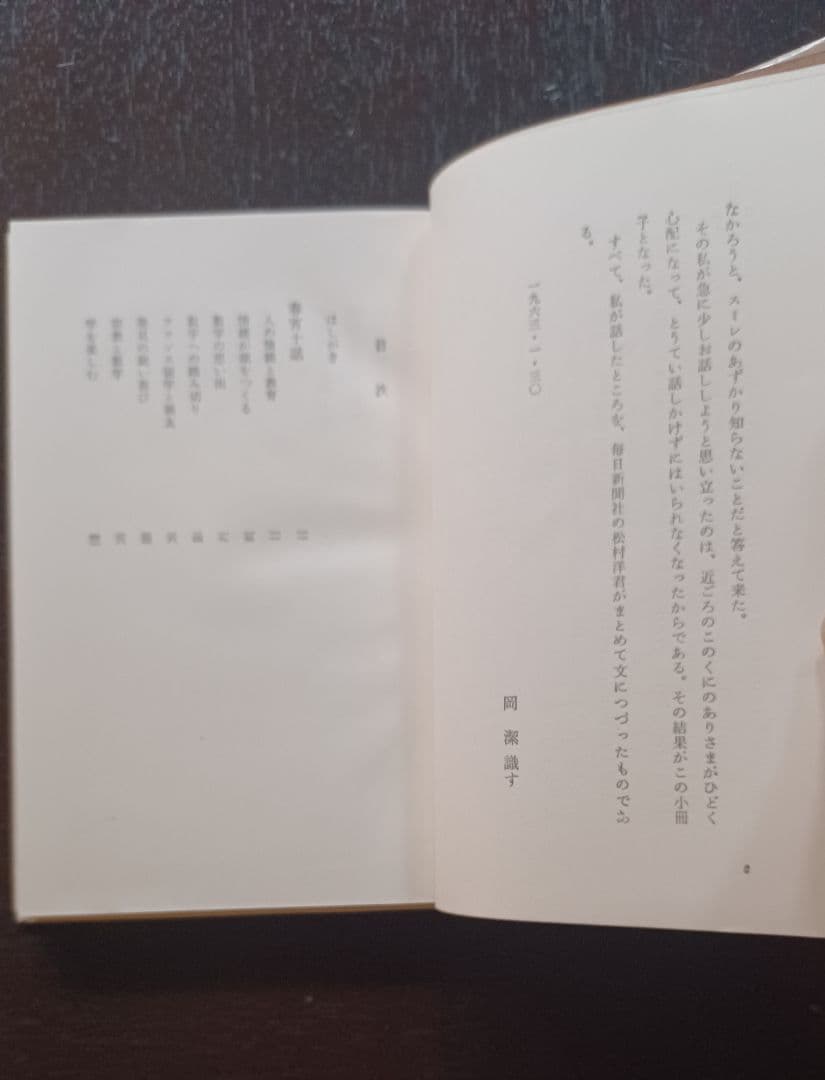 なかろうと、スミレのあずかり知らないことだと答えて来た。
その私が急に少しお話ししようと思い立ったのは、近ごろのこのくにのありさまがひどく
心配になって、とうてい話しかけずにはいられなくなったからである。その結果がこの小冊
子となった。
すべて、私が話したところを、毎日新聞社の松村洋君がまとめて文につづったものであ
る。
一九六三・一・三〇
岡 潔 識す
目次
はしがき
春宵十話
人の情緒と教育
情緒が頭をつくる
数学の思い出
数学への踏み切り
フランス留学と親友
発見の鋭い喜び
宗教と数学
学を楽しむ